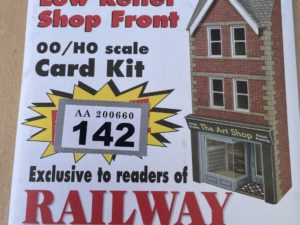 Low Relief
Shop Front
OO/HO scale
Card Kit
AA 200660
142
The Art Shop
Exclusive to readers of
RAILWAY